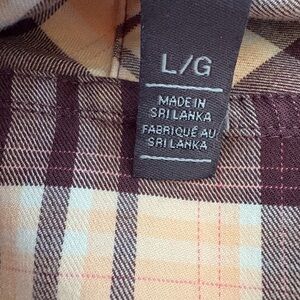 L/G
MADE IN
SRI LANKA
FABRIQUÉ AU
SRI LANKA